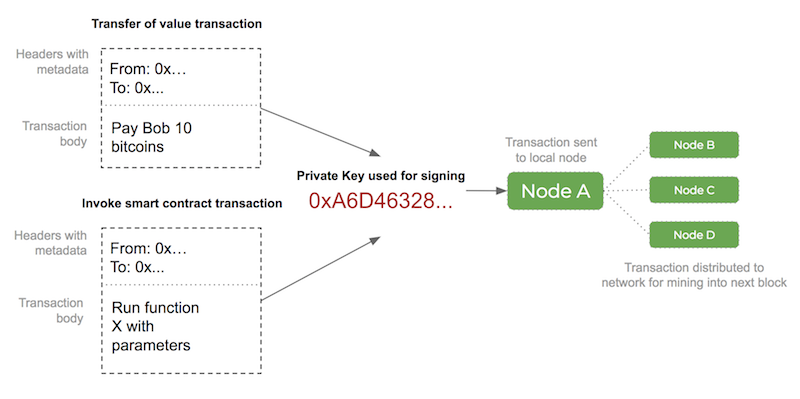 Transfer of value transaction
Headers with
metadata
From: 0x…
To: 0x...
Transaction
body
Pay Bob 10
bitcoins
Invoke smart contract transaction
Headers with
metadata
From: 0x…
To: 0x...
Transaction
body
Run function
X with
parameters
Private Key used for signing
0xA6D46328...
Transaction sent
to local node
Node A
Node B
Node C
Node D
Transaction distributed to
network for mining into next block